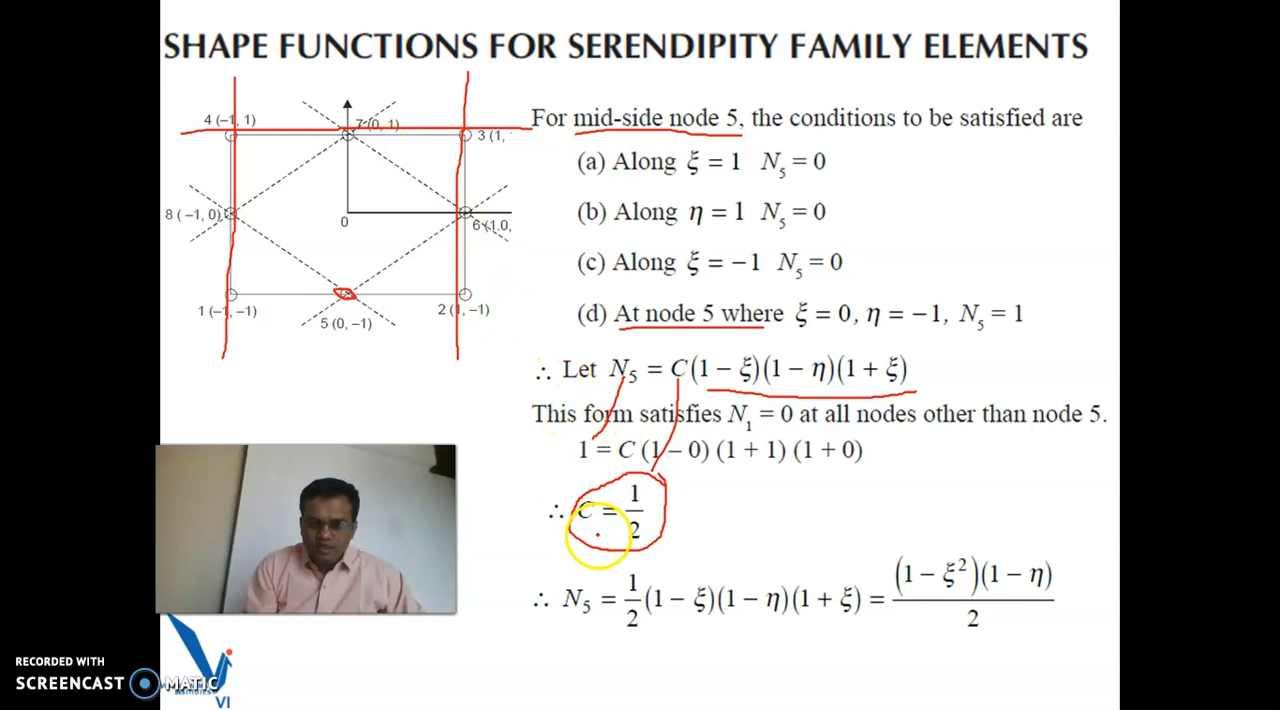 SHAPE FUNCTIONS FOR SERENDIPITY FAMILY ELEMENTS
4 (−1, 1)
7 (0, 1)
3 (1,
8 (−1, 0)
0
6 (1.0,
1 (−1, −1)
5 (0, −1)
2 (1, −1)
For mid-side node 5, the conditions to be satisfied are
(a) Along ξ = 1 N₅ = 0
(b) Along η = 1 N₅ = 0
(c) Along ξ = −1 N₅ = 0
(d) At node 5 where ξ = 0, η = −1, N₅ = 1
∴ Let N₅ = C(1 − ξ)(1 − η)(1 + ξ)
This form satisfies N₁ = 0 at all nodes other than node 5.
1 = C (1 − 0) (1 + 1) (1 + 0)
∴ C = 1/2
∴ N₅ = 1/2 (1 − ξ)(1 − η)(1 + ξ) = (1 − ξ²)(1 − η)/2
RECORDED WITH
SCREENCAST MATIC
VI